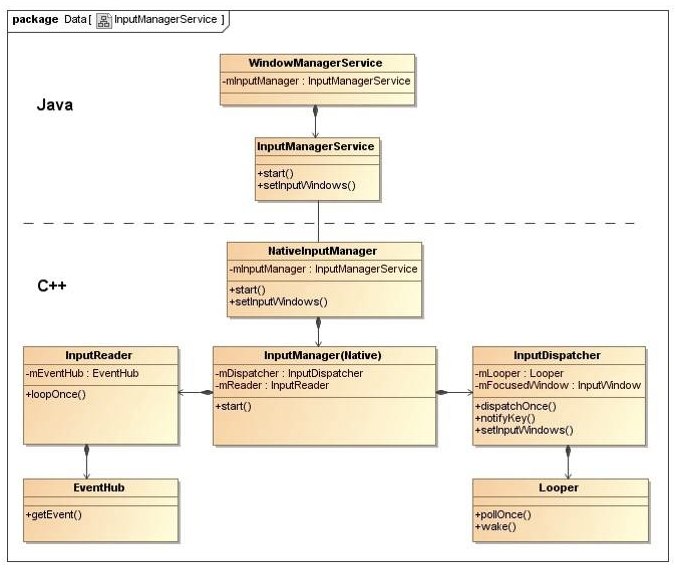 package Data[ InputManagerService ]
WindowManagerService
-mInputManager : InputManagerService
Java
InputManagerService
+start()
+setInputWindows()
NativeInputManager
-mInputManager : InputManagerService
+start()
+setInputWindows()
C++
InputReader
-mEventHub : EventHub
+loopOnce()
InputManager(Native)
-mDispatcher : InputDispatcher
-mReader : InputReader
+start()
InputDispatcher
-mLooper : Looper
-mFocusedWindow : InputWindow
+dispatchOnce()
+notifyKey()
+setInputWindows()
EventHub
+getEvent()
Looper
+pollOnce()
+wake()